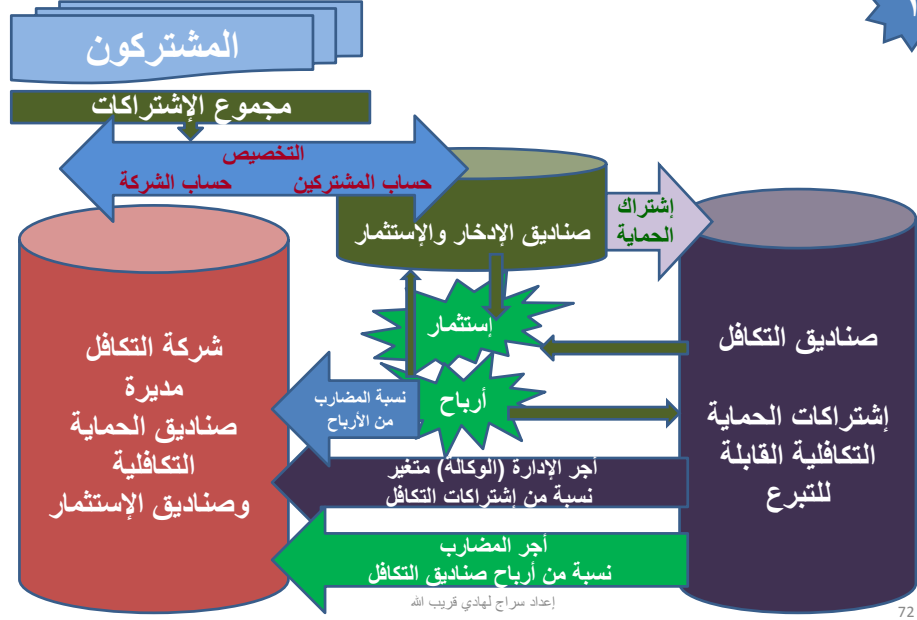 المشتركون
مجموع الإشتراكات
التخصيص
حساب المشتركين
حساب الشركة
صناديق الإدخار والإستثمار
إشتراك
الحماية
إستثمار
أرباح
نسبة المضارب
من الأرباح
صناديق التكافل
إشتراكات الحماية
التكافلية القابلة
للتبرع
شركة التكافل
مديرة
صناديق الحماية
التكافلية
وصناديق الإستثمار
أجر الإدارة (الوكالة) متغير
نسبة من إشتراكات التكافل
أجر المضارب
نسبة من أرباح صناديق التكافل
إعداد سراج لهادي قريب الله
72